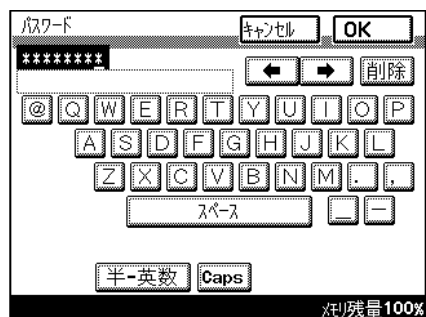 パスワード キャンセル OK
******** ← → 削除
@ Q W E R T Y U I O P
A S D F G H J K L
Z X C V B N M . ,
スペース _ -
半-英数 Caps
メモリ残量100%